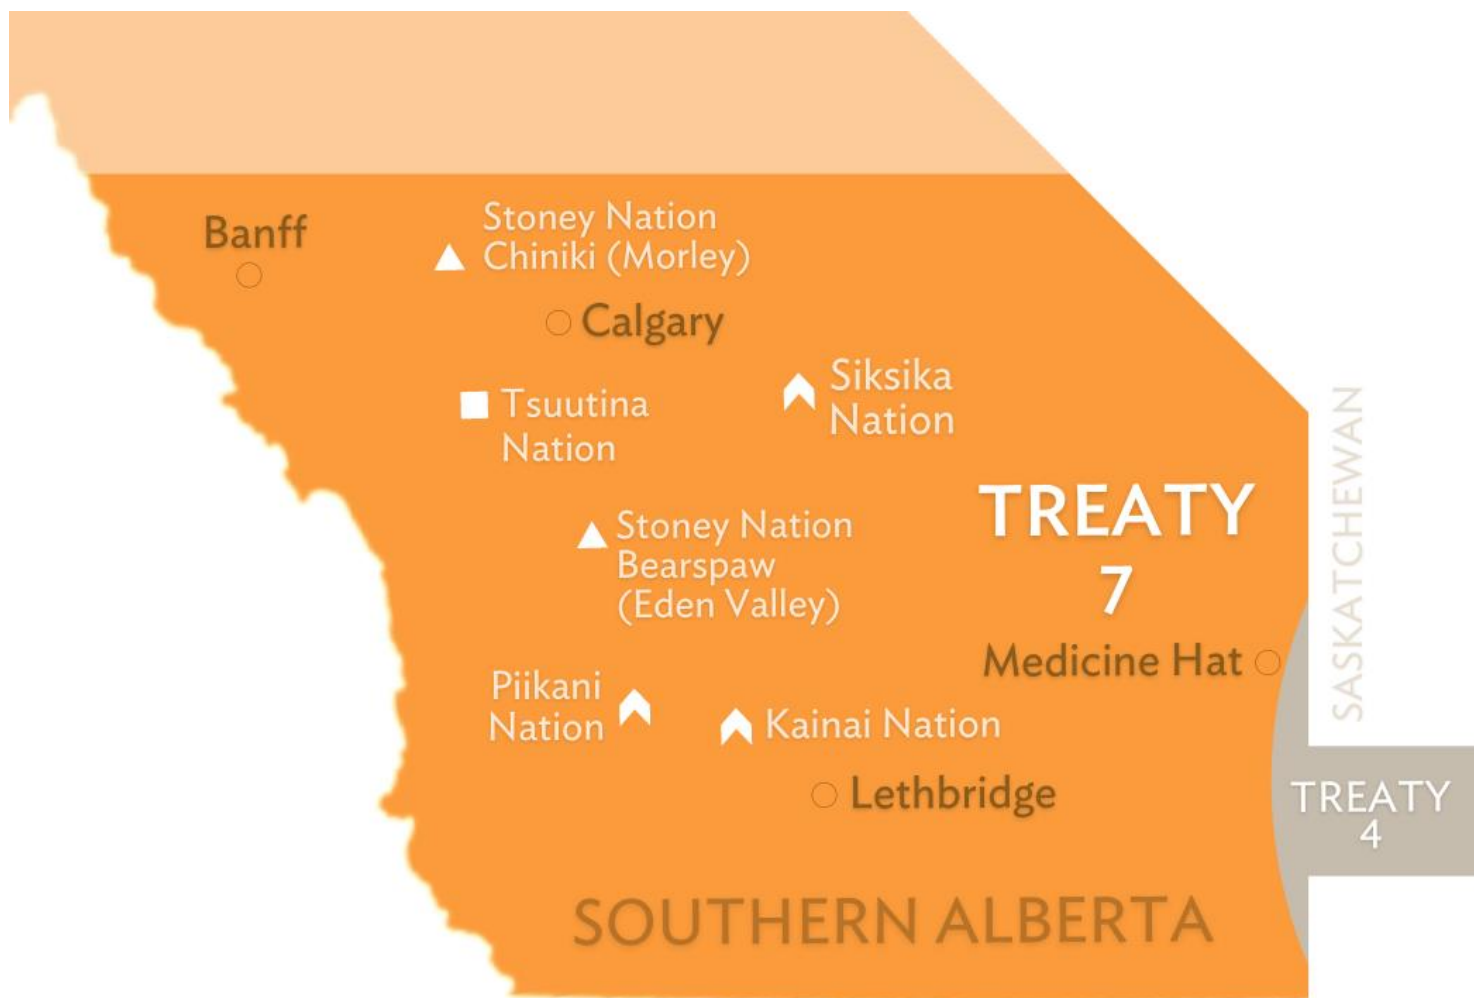 Banff
Stoney Nation
Chiniki (Morley)
Calgary
Siksika
Nation
Tsuutina
Nation
TREATY
7
Stoney Nation
Bearspaw
(Eden Valley)
Medicine Hat
SASKATCHEWAN
Piikani
Nation
Kainai Nation
Lethbridge
TREATY
4
SOUTHERN ALBERTA